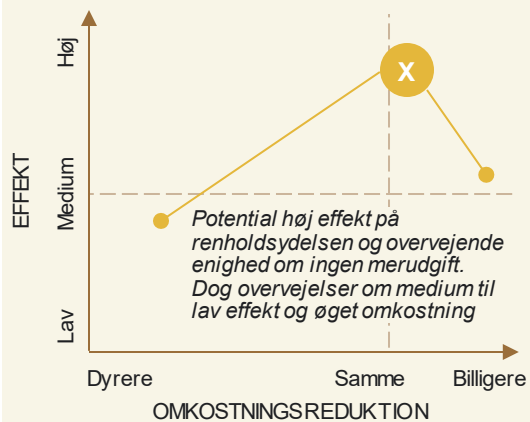 Høj
X
EFFEKT
Medium
Potential høj effekt på
renholdsydelsen og overvejende
enighed om ingen merudgift.
Dog overvejelser om medium til
lav effekt og øget omkostning
Lav
Dyrere
Samme
Billigere
OMKOSTNINGSREDUKTION